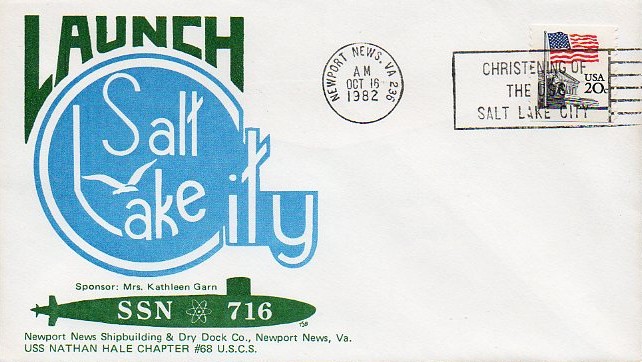 LAUNCH
Salt
Lake
City
Sponsor: Mrs. Kathleen Garn
SSN 716
Newport News Shipbuilding & Dry Dock Co., Newport News, Va.
USS NATHAN HALE CHAPTER #68 U.S.C.S.
NEWPORT NEWS, VA 236
AM
OCT 16
1982
CHRISTENING OF
THE USS
SALT LAKE CITY
USA
20c